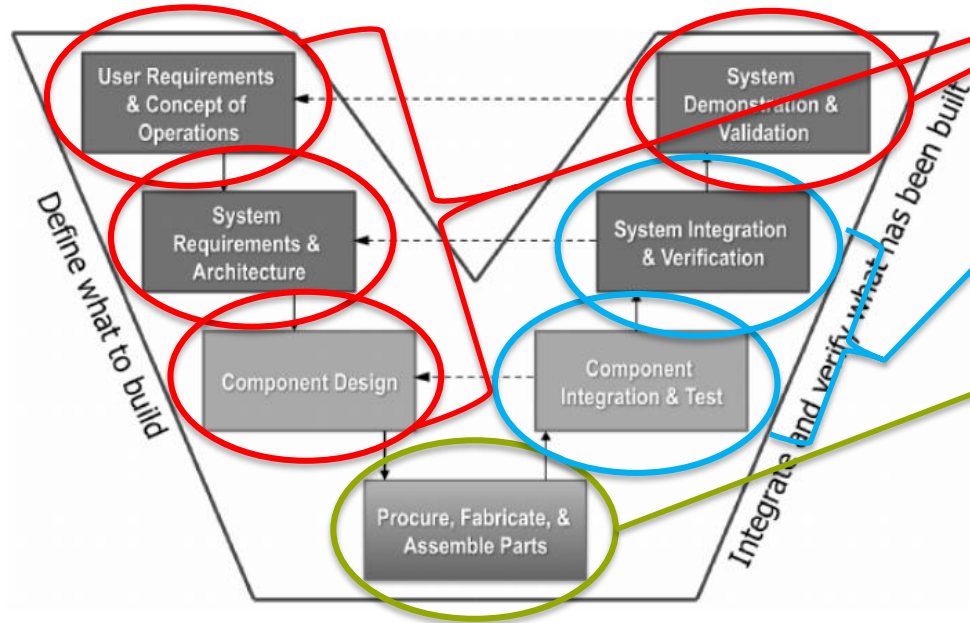 User Requirements
& Concept of
Operations
System
Demonstration &
Validation
System
Requirements &
Architecture
System Integration
& Verification
Component Design
Component
Integration & Test
Procure, Fabricate, &
Assemble Parts
Define what to build
Integrate and verify what has been built